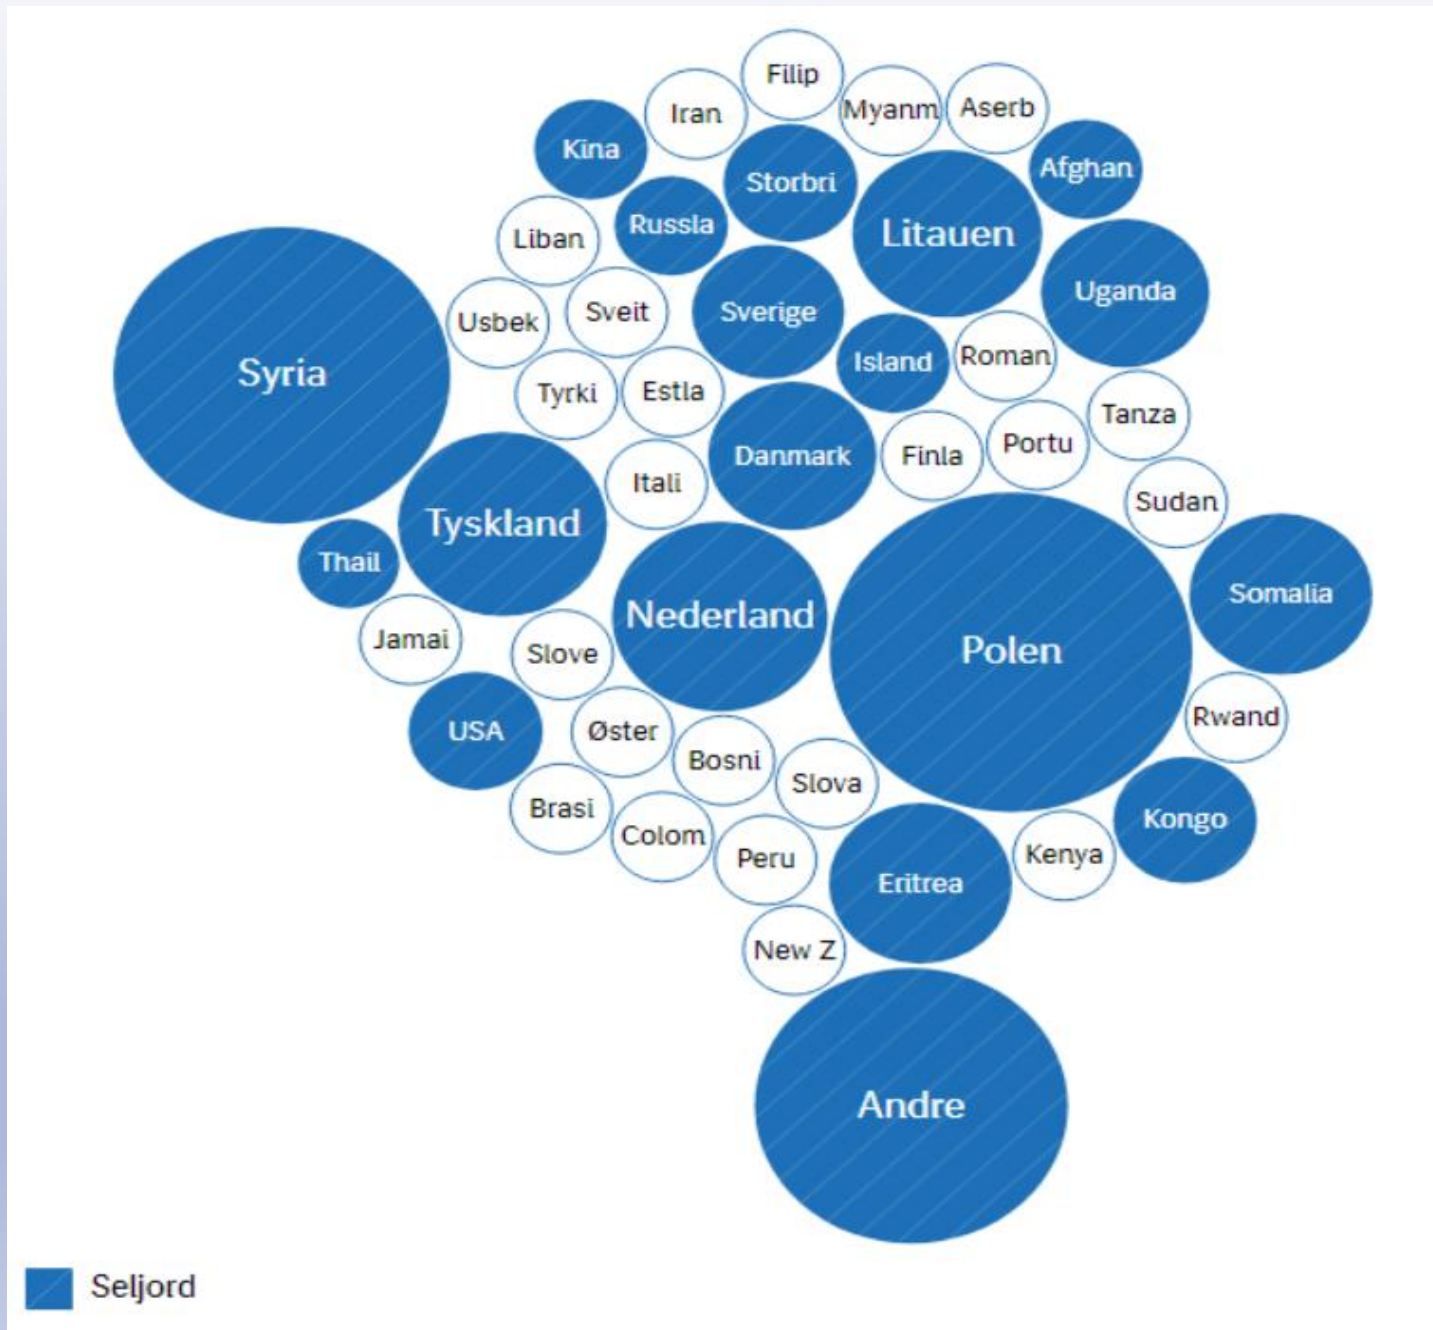 Filip
Iran
Myanm
Aserb
Kina
Storbri
Afghan
Liban
Russla
Litauen
Usbek
Sveit
Sverige
Uganda
Syria
Tyrki
Estla
Island
Roman
Tanza
Danmark
Finla
Portu
Itali
Sudan
Tyskland
Thail
Nederland
Polen
Somalia
Jamai
Slove
Rwand
USA
Øster
Bosni
Slova
Kongo
Brasi
Colom
Peru
Eritrea
Kenya
New Z
Andre
Seljord